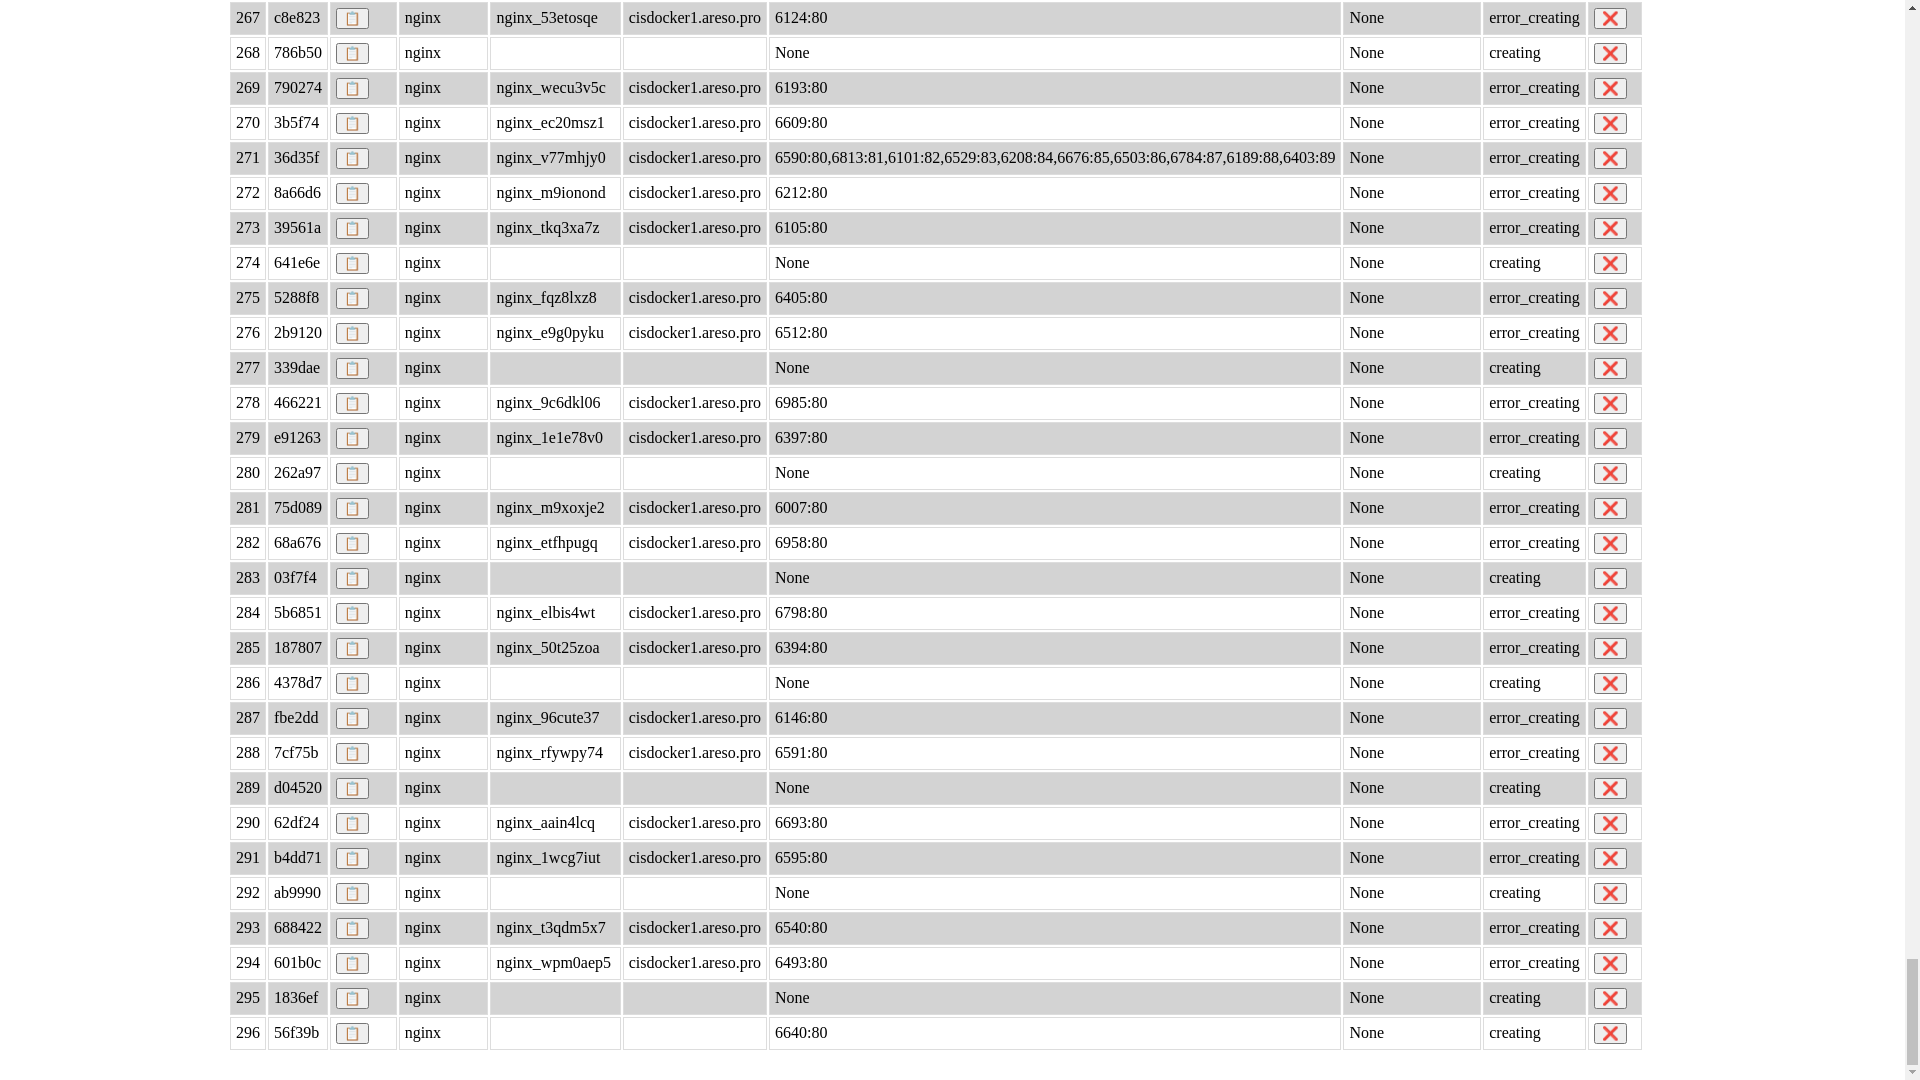 267 c8e823 nginx nginx_53etosqe cisdocker1.areso.pro 6124:80 None error_creating
268 786b50 nginx None None creating
269 790274 nginx nginx_wecu3v5c cisdocker1.areso.pro 6193:80 None error_creating
270 3b5f74 nginx nginx_ec20msz1 cisdocker1.areso.pro 6609:80 None error_creating
271 36d35f nginx nginx_v77mhjy0 cisdocker1.areso.pro 6590:80,6813:81,6101:82,6529:83,6208:84,6676:85,6503:86,6784:87,6189:88,6403:89 None error_creating
272 8a66d6 nginx nginx_m9ionond cisdocker1.areso.pro 6212:80 None error_creating
273 39561a nginx nginx_tkq3xa7z cisdocker1.areso.pro 6105:80 None error_creating
274 641e6e nginx None None creating
275 5288f8 nginx nginx_fqz8lxz8 cisdocker1.areso.pro 6405:80 None error_creating
276 2b9120 nginx nginx_e9g0pyku cisdocker1.areso.pro 6512:80 None error_creating
277 339dae nginx None None creating
278 466221 nginx nginx_9c6dkl06 cisdocker1.areso.pro 6985:80 None error_creating
279 e91263 nginx nginx_1e1e78v0 cisdocker1.areso.pro 6397:80 None error_creating
280 262a97 nginx None None creating
281 75d089 nginx nginx_m9xoxje2 cisdocker1.areso.pro 6007:80 None error_creating
282 68a676 nginx nginx_etfhpugq cisdocker1.areso.pro 6958:80 None error_creating
283 03f7f4 nginx None None creating
284 5b6851 nginx nginx_elbis4wt cisdocker1.areso.pro 6798:80 None error_creating
285 187807 nginx nginx_50t25zoa cisdocker1.areso.pro 6394:80 None error_creating
286 4378d7 nginx None None creating
287 fbe2dd nginx nginx_96cute37 cisdocker1.areso.pro 6146:80 None error_creating
288 7cf75b nginx nginx_rfywpy74 cisdocker1.areso.pro 6591:80 None error_creating
289 d04520 nginx None None creating
290 62df24 nginx nginx_aain4lcq cisdocker1.areso.pro 6693:80 None error_creating
291 b4dd71 nginx nginx_1wcg7iut cisdocker1.areso.pro 6595:80 None error_creating
292 ab9990 nginx None None creating
293 688422 nginx nginx_t3qdm5x7 cisdocker1.areso.pro 6540:80 None error_creating
294 601b0c nginx nginx_wpm0aep5 cisdocker1.areso.pro 6493:80 None error_creating
295 1836ef nginx None None creating
296 56f39b nginx 6640:80 None creating